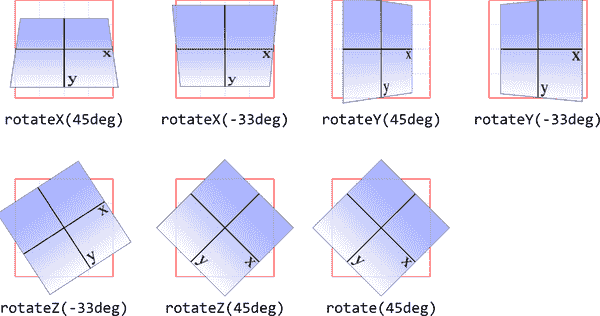 x x x x
y y y y
rotateX(45deg) rotateX(-33deg) rotateY(45deg) rotateY(-33deg)
x y x
y y x
rotateZ(-33deg) rotateZ(45deg) rotate(45deg)